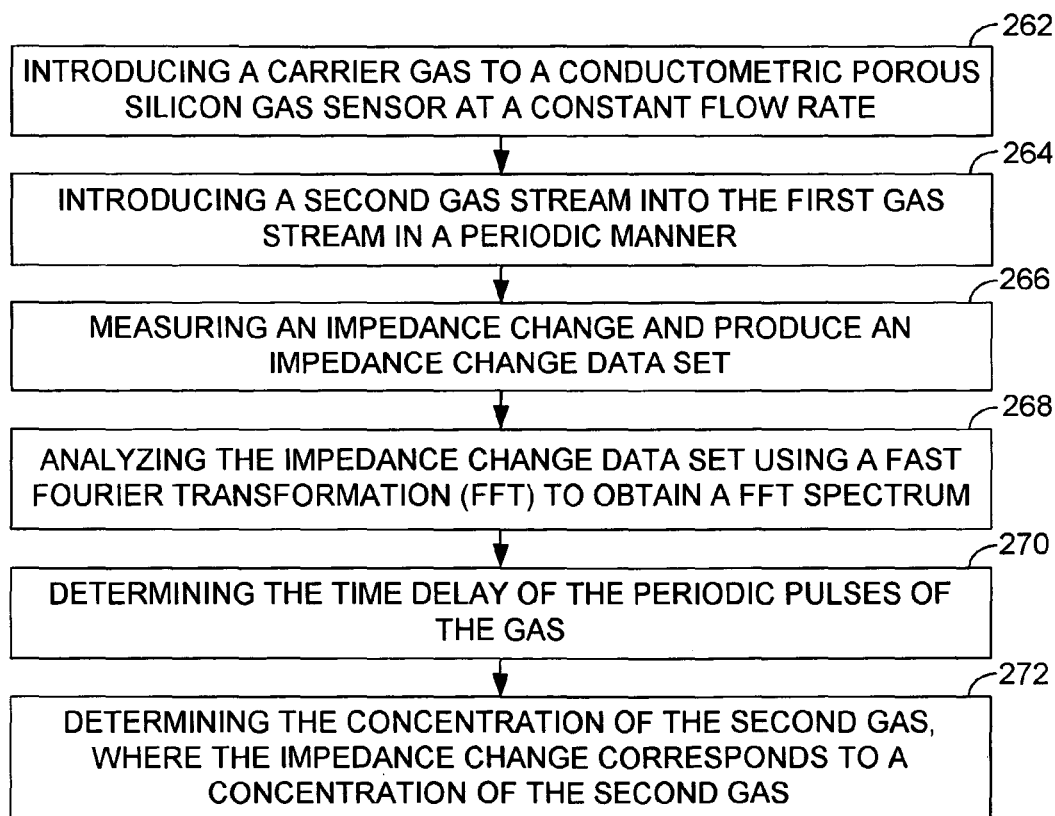 262
INTRODUCING A CARRIER GAS TO A CONDUCTOMETRIC POROUS
SILICON GAS SENSOR AT A CONSTANT FLOW RATE
264
INTRODUCING A SECOND GAS STREAM INTO THE FIRST GAS
STREAM IN A PERIODIC MANNER
266
MEASURING AN IMPEDANCE CHANGE AND PRODUCE AN
IMPEDANCE CHANGE DATA SET
268
ANALYZING THE IMPEDANCE CHANGE DATA SET USING A FAST
FOURIER TRANSFORMATION (FFT) TO OBTAIN A FFT SPECTRUM
270
DETERMINING THE TIME DELAY OF THE PERIODIC PULSES OF
THE GAS
272
DETERMINING THE CONCENTRATION OF THE SECOND GAS,
WHERE THE IMPEDANCE CHANGE CORRESPONDS TO A
CONCENTRATION OF THE SECOND GAS